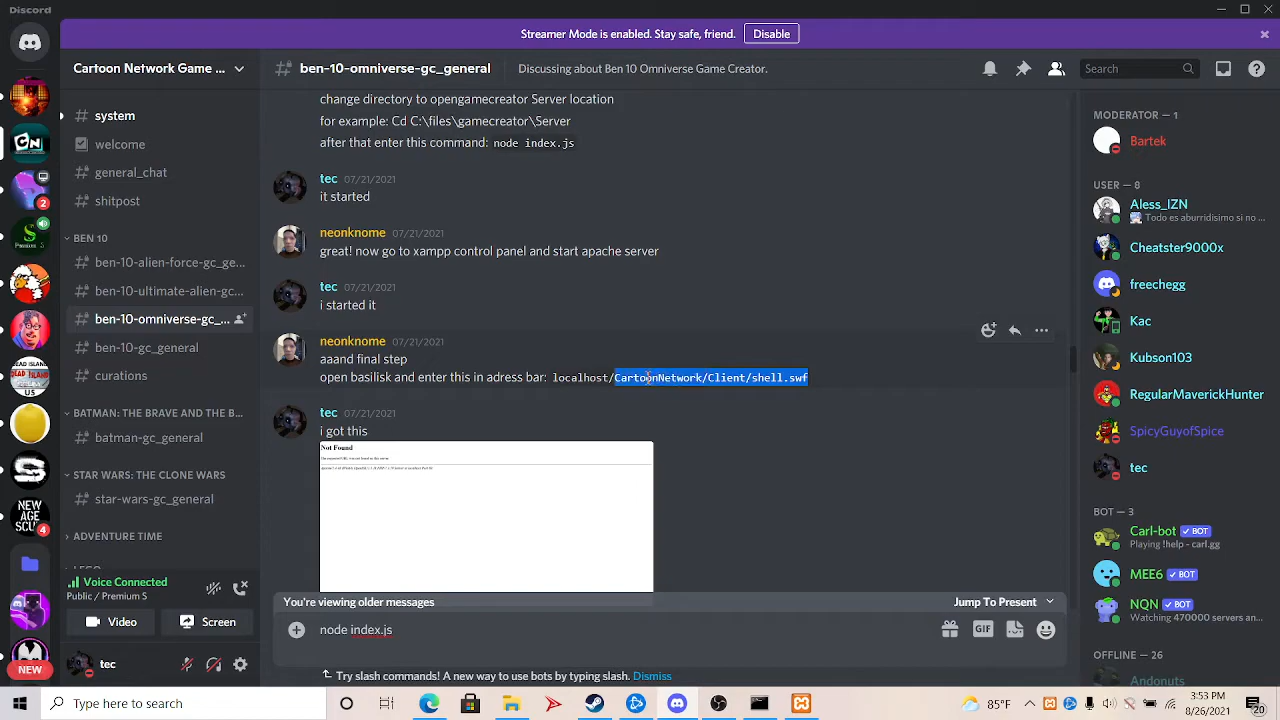 Discord
Streamer Mode is enabled. Stay safe, friend.
Disable
Cartoon Network Game ...
ben-10-omniverse-gc_general
Discussing about Ben 10 Omniverse Game Creator.
Search
system
welcome
general_chat
shitpost
BEN 10
ben-10-alien-force-gc_ge...
ben-10-ultimate-alien-gc...
ben-10-omniverse-gc_...
ben-10-gc_general
narrations
BATMAN: THE BRAVE AND THE B...
batman-gc_general
STAR WARS: THE CLONE WARS
star-wars-gc_general
ADVENTURE TIME
Voice Connected
Public / Premium S
Video
Screen
tec
change directory to opengamecreator Server location
for example: Cd C:\files\gamecreator\Server
after that enter this command: node index.js
tec 07/21/2021
it started
neonknome 07/21/2021
great! now go to xampp control panel and start apache server
tec 07/21/2021
i started it
neonknome 07/21/2021
aaand final step
open basilisk and enter this in adress bar: localhost/CartoonNetwork/Client/shell.swf
tec 07/21/2021
i got this
Not Found
You're viewing older messages
Jump To Present
node index.js
GIF
Try slash commands! A new way to use bots by typing slash. Dismiss
MODERATOR — 1
Bartek
USER — 8
Aless_IZN
Todo es aburridisimo si no ...
Cheatster9000x
freechegg
Kac
Kubson103
RegularMaverickHunter
SpicyGuyofSpice
tec
BOT — 3
Carl-bot BOT
Playing !help - carl.gg
MEE6 BOT
NQN BOT
Watching 470000 servers an...
OFFLINE — 26
Andonuts
2
4
NEW
CN
NEW
AGE
Type here to search
85°F
8/26/2021
20